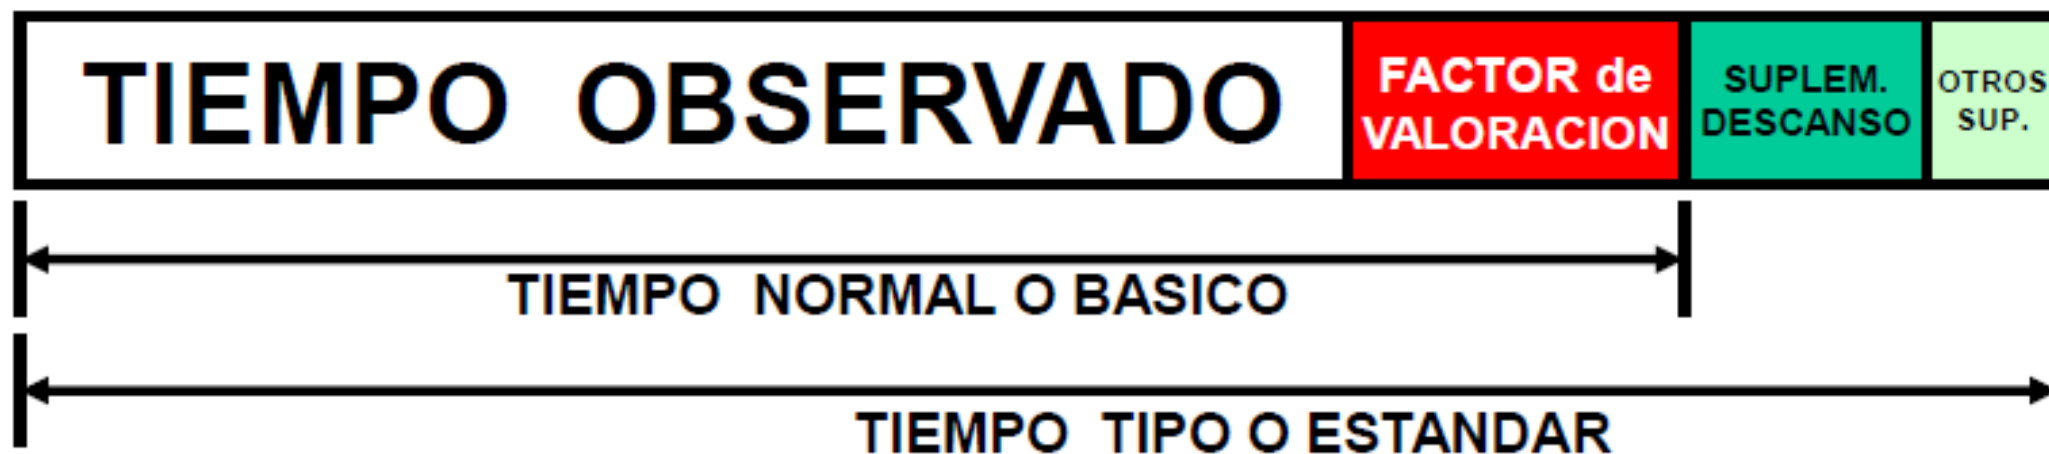 TIEMPO OBSERVADO
FACTOR de
VALORACION
SUPLEM.
DESCANSO
OTROS
SUP.
TIEMPO NORMAL O BASICO
TIEMPO TIPO O ESTANDAR